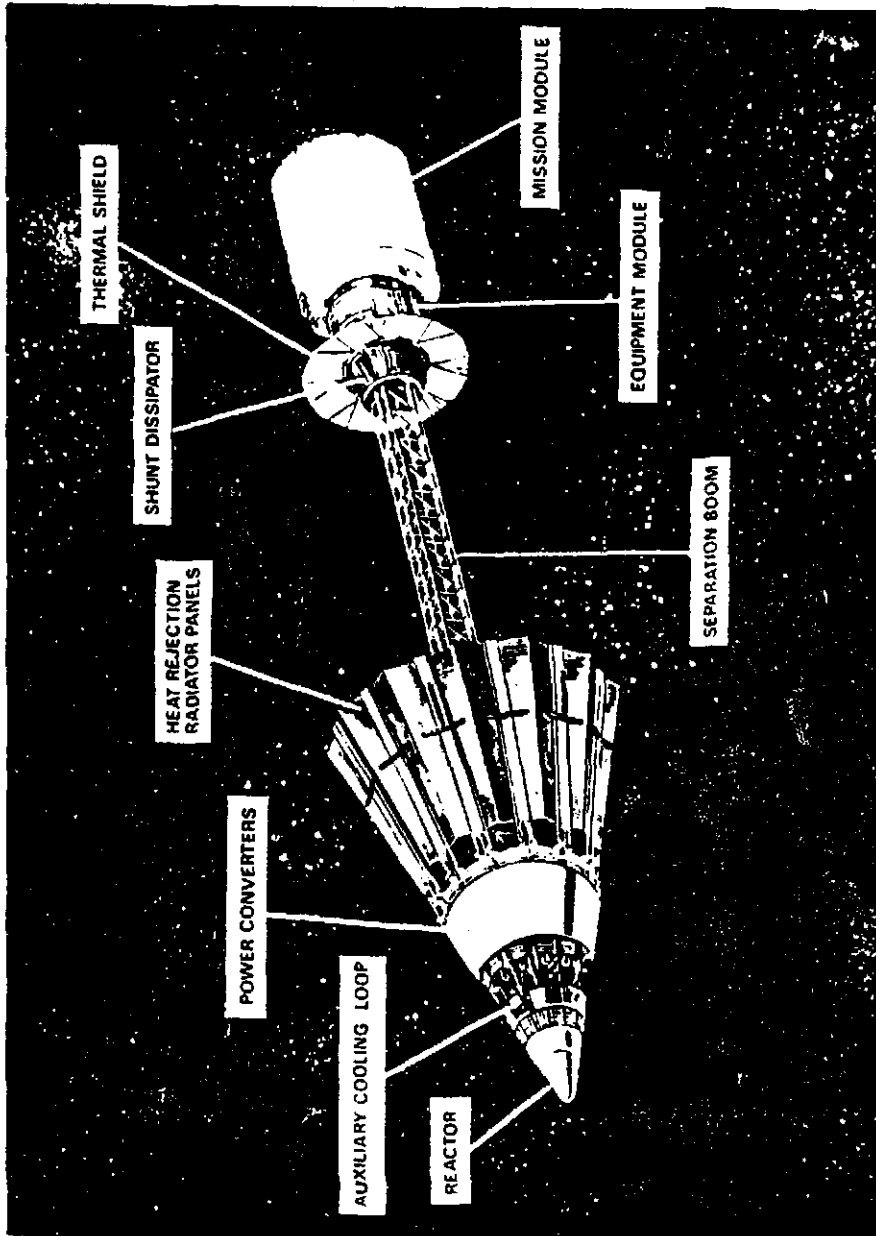 REACTOR
AUXILIARY COOLING LOOP
POWER CONVERTERS
HEAT REJECTION
RADIATOR PANELS
SHUNT DISSIPATOR
THERMAL SHIELD
SEPARATION BOOM
EQUIPMENT MODULE
MISSION MODULE